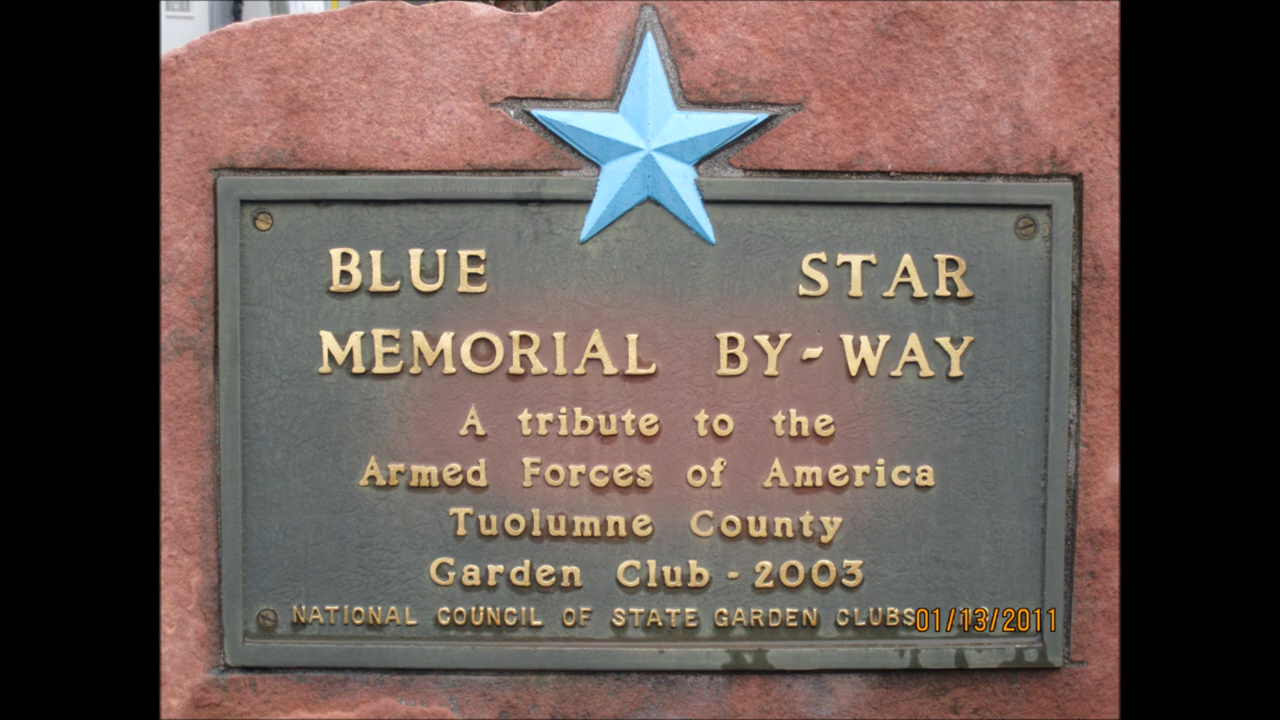 BLUE STAR
MEMORIAL BY-WAY
A tribute to the
Armed Forces of America
Tuolumne County
Garden Club - 2003
NATIONAL COUNCIL OF STATE GARDEN CLUBS
01/13/2011